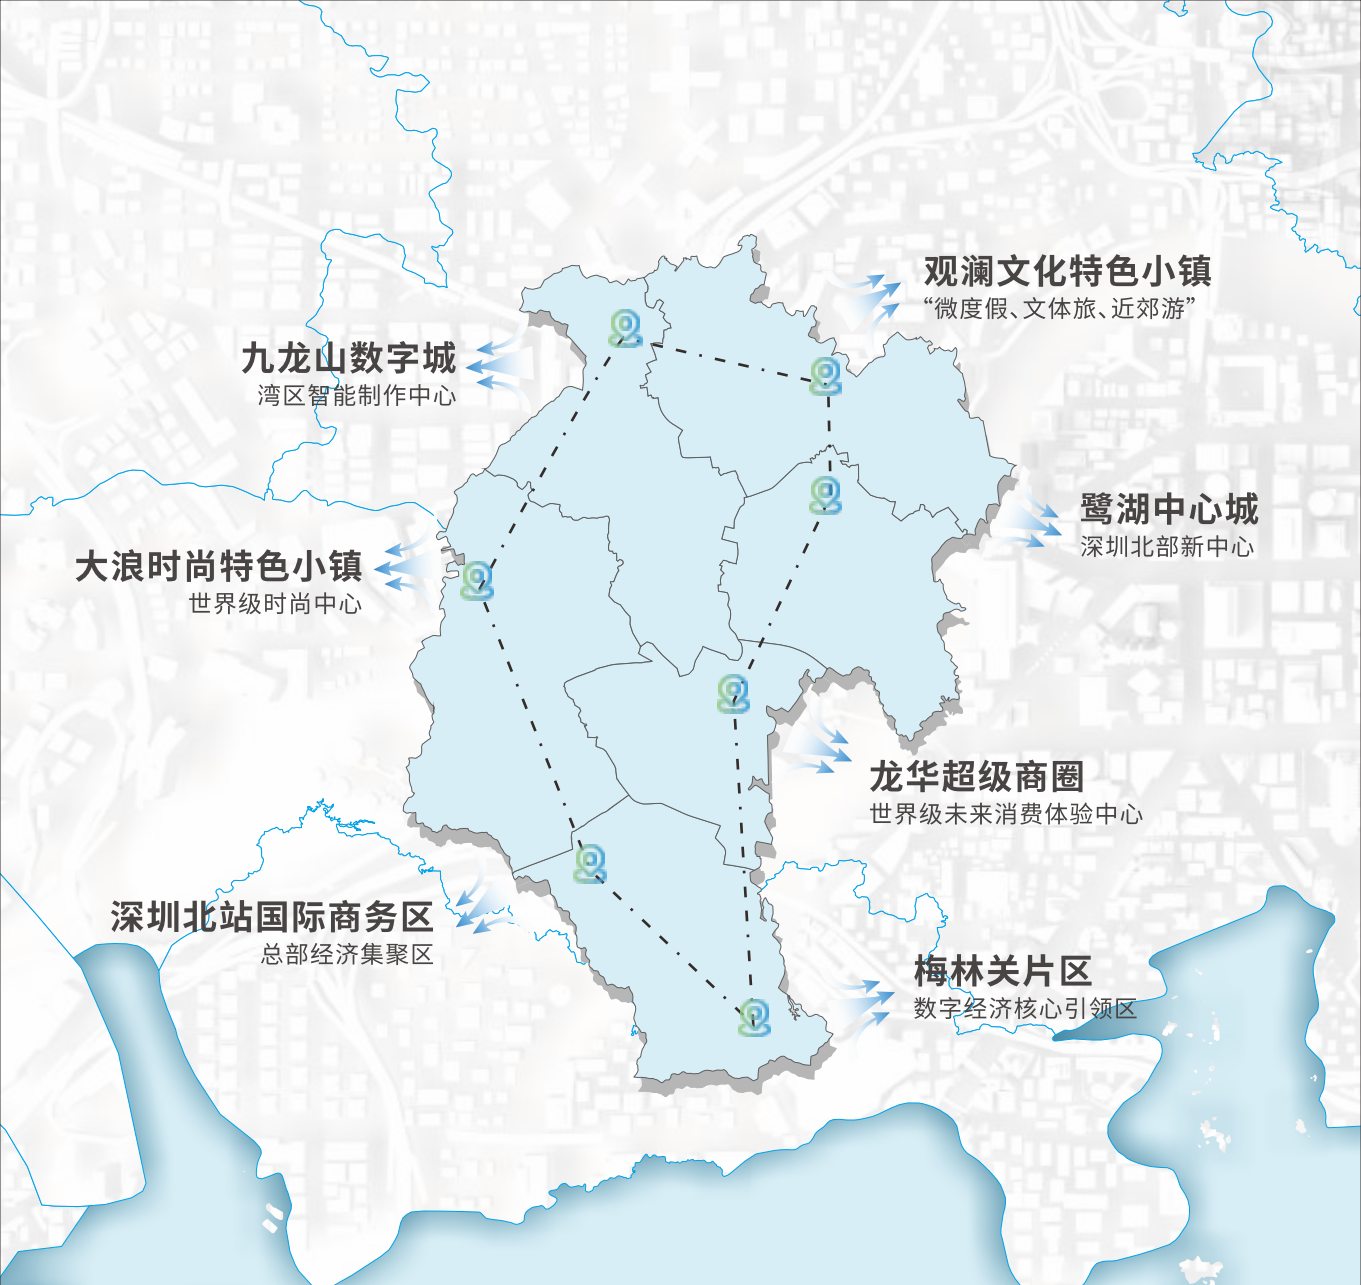 观澜文化特色小镇
“微度假、文体旅、近郊游”
九龙山数字城
湾区智能制作中心
鹭湖中心城
深圳北部新中心
大浪时尚特色小镇
世界级时尚中心
龙华超级商圈
世界级未来消费体验中心
深圳北站国际商务区
总部经济集聚区
梅林关片区
数字经济核心引领区